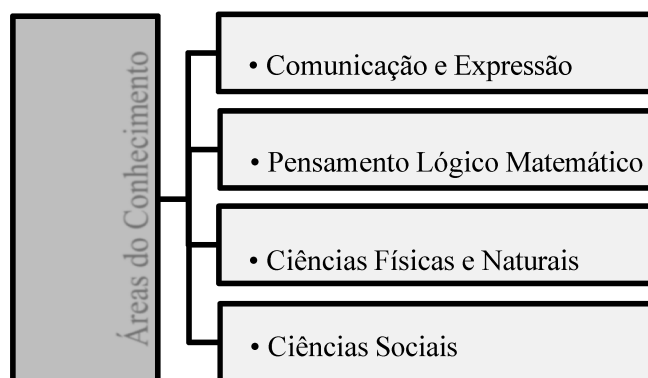 Áreas do Conhecimento
• Comunicação e Expressão
• Pensamento Lógico Matemático
• Ciências Físicas e Naturais
• Ciências Sociais